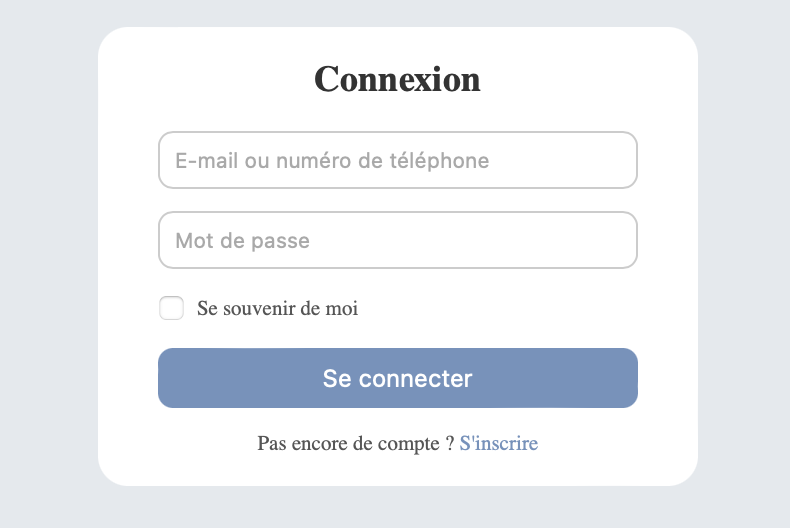 Connexion
E-mail ou numéro de téléphone
Mot de passe
Se souvenir de moi
Se connecter
Pas encore de compte ? S'inscrire